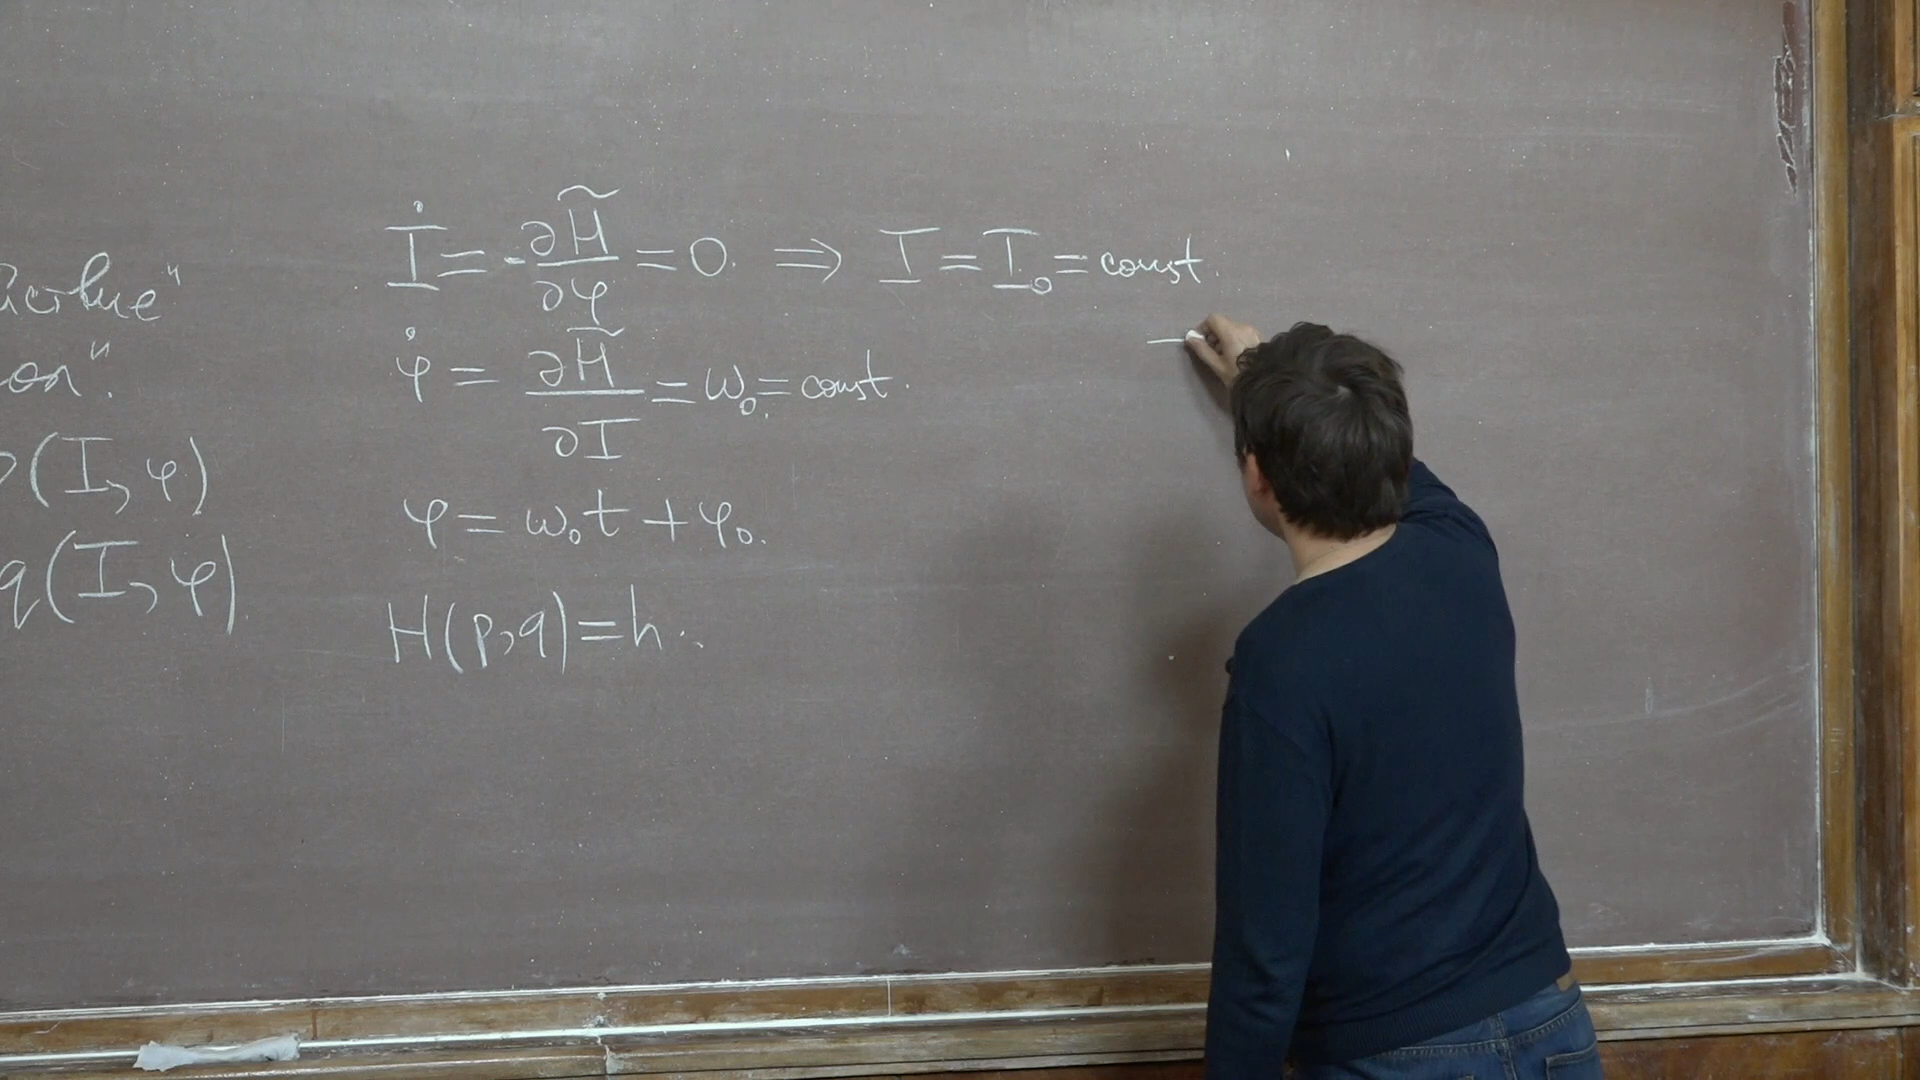 (I, φ)
q(I, φ)
İ = -∂H̃/∂φ = 0. ⇒ I = I₀ = const.
φ̇ = ∂H̃/∂I = ω₀ = const.
φ = ω₀t + φ₀.
H(p, q) = h.